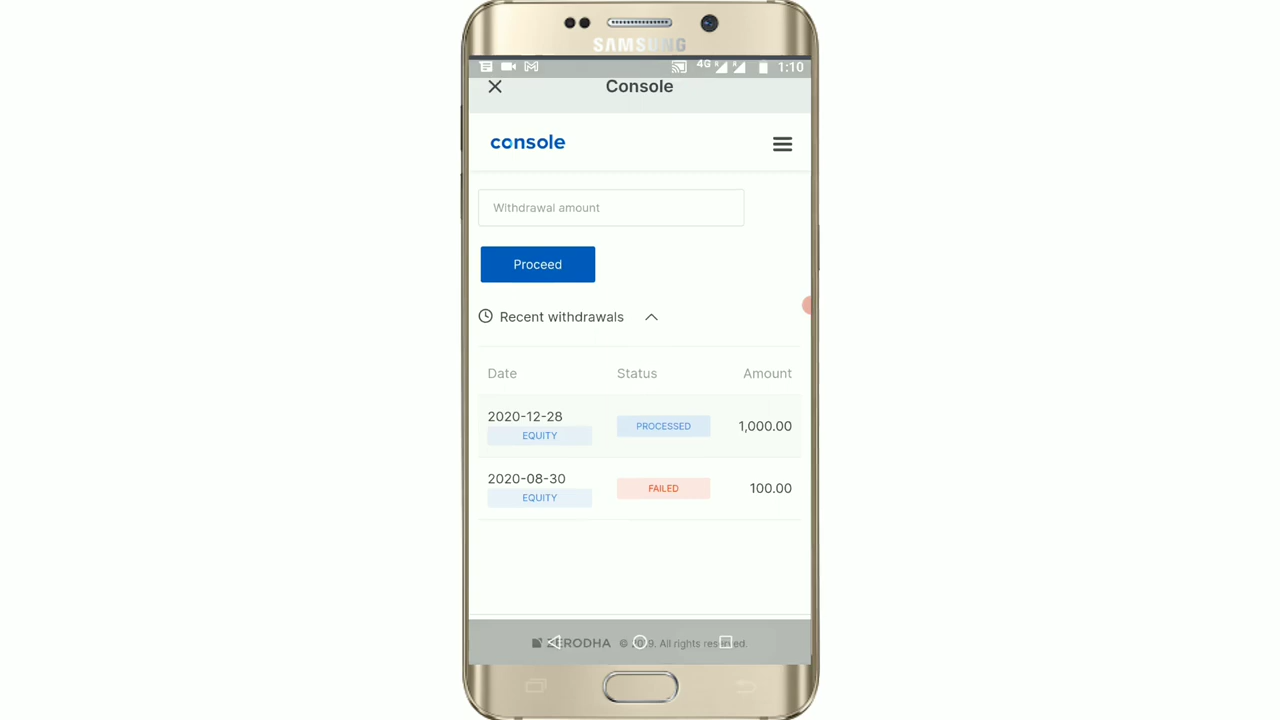 SAMSUNG
4G 1:10
Console
console
Withdrawal amount
Proceed
Recent withdrawals
Date Status Amount
2020-12-28 PROCESSED 1,000.00
EQUITY
2020-08-30 FAILED 100.00
EQUITY
ZERODHA © 2019. All rights reserved.